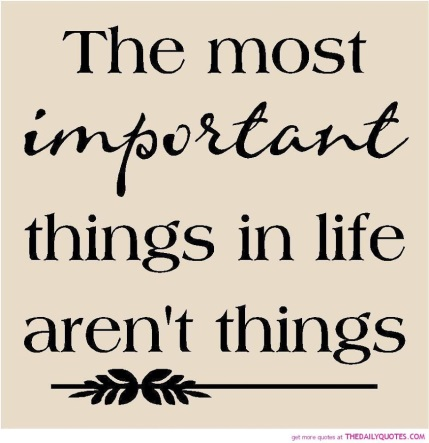 The most
important
things in life
aren't things
get more quotes at THEDAILYQUOTES.COM